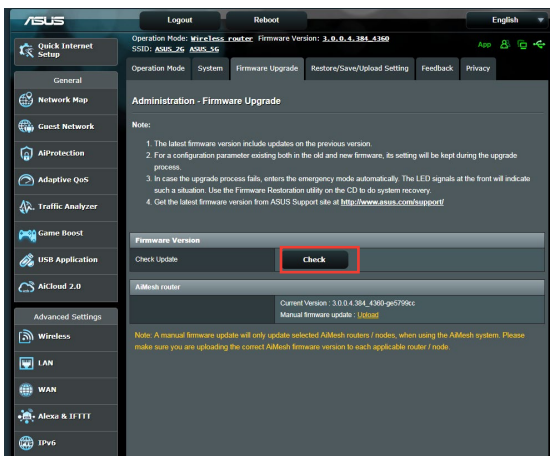 ASUS
Logout
Reboot
English
Quick Internet
Setup
Operation Mode: Wireless router Firmware Version: 3.0.0.4.384_4360
SSID: ASUS_2G ASUS_5G
App
Operation Mode System Firmware Upgrade Restore/Save/Upload Setting Feedback Privacy
General
Network Map
Guest Network
AiProtection
Adaptive QoS
Traffic Analyzer
Game Boost
USB Application
AiCloud 2.0
Advanced Settings
Wireless
LAN
WAN
Alexa & IFTTT
IPv6
Administration - Firmware Upgrade
Note:
1. The latest firmware version include updates on the previous version.
2. For a configuration parameter existing both in the old and new firmware, its setting will be kept during the upgrade
process.
3. In case the upgrade process fails, enters the emergency mode automatically. The LED signals at the front will indicate
such a situation. Use the Firmware Restoration utility on the CD to do system recovery.
4. Get the latest firmware version from ASUS Support site at http://www.asus.com/support/
Firmware Version
Check Update
Check
AiMesh router
Current Version : 3.0.0.4.384_4360-ge5799cc
Manual firmware update : Upload
Note: A manual firmware update will only update selected AiMesh routers / nodes, when using the AiMesh system. Please
make sure you are uploading the correct AiMesh firmware version to each applicable router / node.